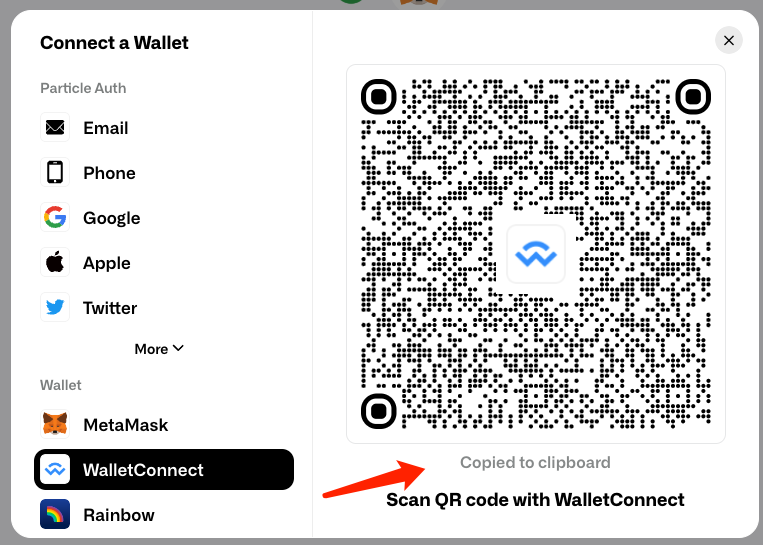 Connect a Wallet
Particle Auth
Email
Phone
Google
Apple
Twitter
More
Wallet
MetaMask
WalletConnect
Rainbow
Copied to clipboard
Scan QR code with WalletConnect